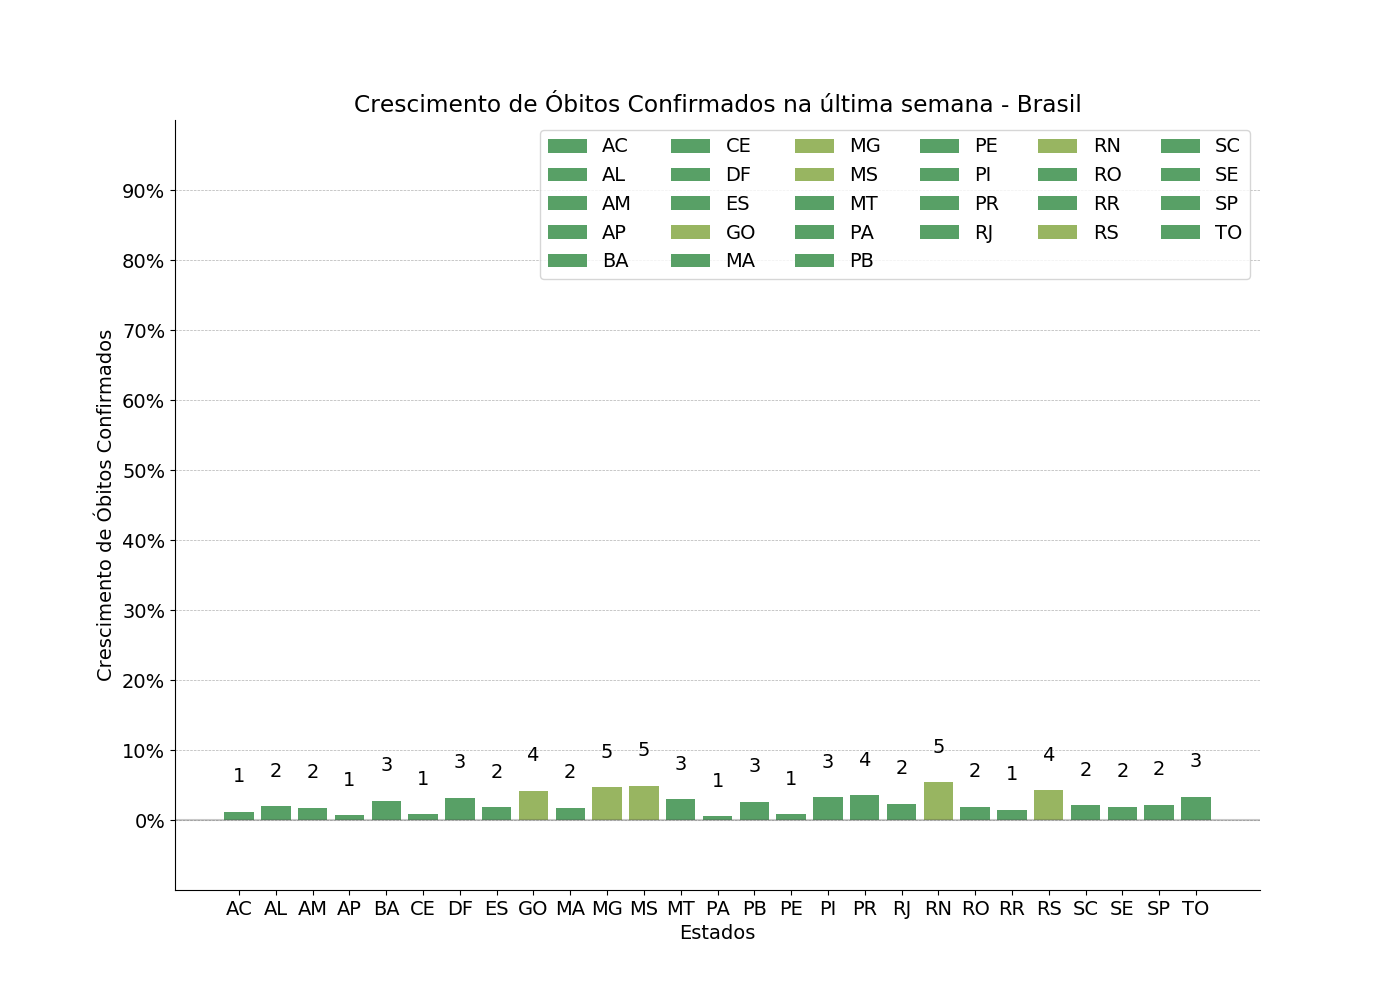 Crescimento de Óbitos Confirmados na última semana - Brasil
AC CE MG PE RN SC
AL DF MS PI RO SE
AM ES MT PR RR SP
AP GO PA RJ RS TO
BA MA PB
Crescimento de Óbitos Confirmados
90%
80%
70%
60%
50%
40%
30%
20%
10%
0%
1 2 2 1 3 1 3 2 4 2 5 5 3 1 3 1 3 4 2 5 2 1 4 2 2 2 3
AC AL AM AP BA CE DF ES GO MA MG MS MT PA PB PE PI PR RJ RN RO RR RS SC SE SP TO
Estados